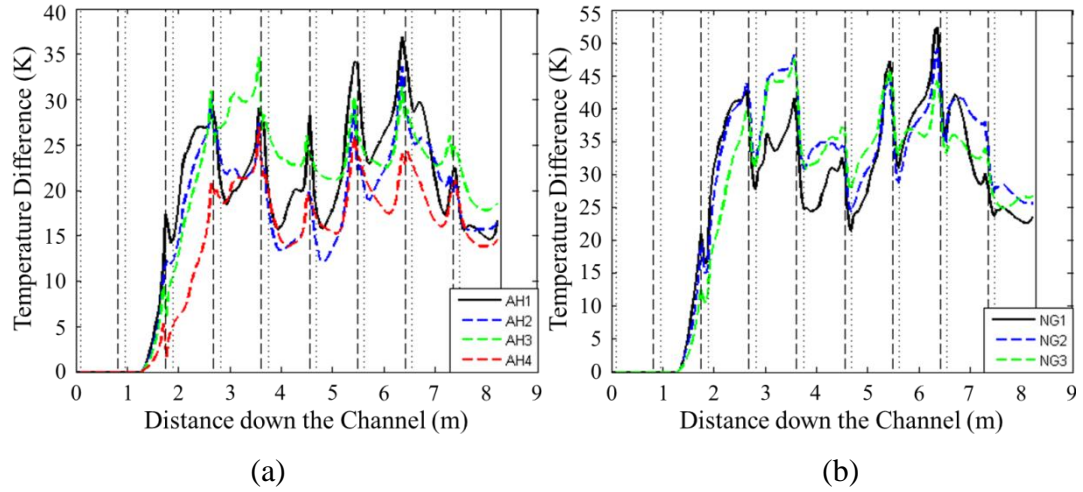 40
35
30
25
20
15
10
5
0
Temperature Difference (K)
0 1 2 3 4 5 6 7 8 9
Distance down the Channel (m)
AH1
AH2
AH3
AH4
(a)
55
50
45
40
35
30
25
20
15
10
5
0
Temperature Difference (K)
0 1 2 3 4 5 6 7 8 9
Distance down the Channel (m)
NG1
NG2
NG3
(b)